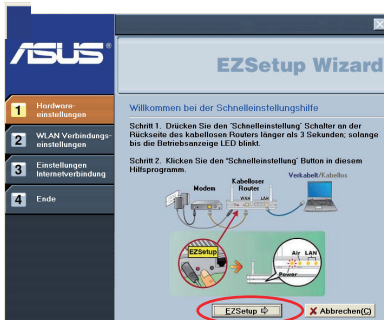 ASUS®
EZSetup Wizard
1 Hardware-
einstellungen
2 WLAN Verbindungs-
einstellungen
3 Einstellungen
Internetverbindung
4 Ende
Willkommen bei der Schnelleinstellungshilfe
Schritt 1. Drücken Sie den 'Schnelleinstellung' Schalter an der
Rückseite des kabellosen Routers länger als 3 Sekunden; solange
bis die Betriebsanzeige LED blinkt.
Schritt 2. Klicken Sie den "Schnelleinstellung" Button in diesem
Hilfsprogramm.
Verkabelt/Kabellos
Kabelloser
Router
Modem
WAN LAN
EZSetup
Air LAN
Power
EZSetup
Abbrechen(C)